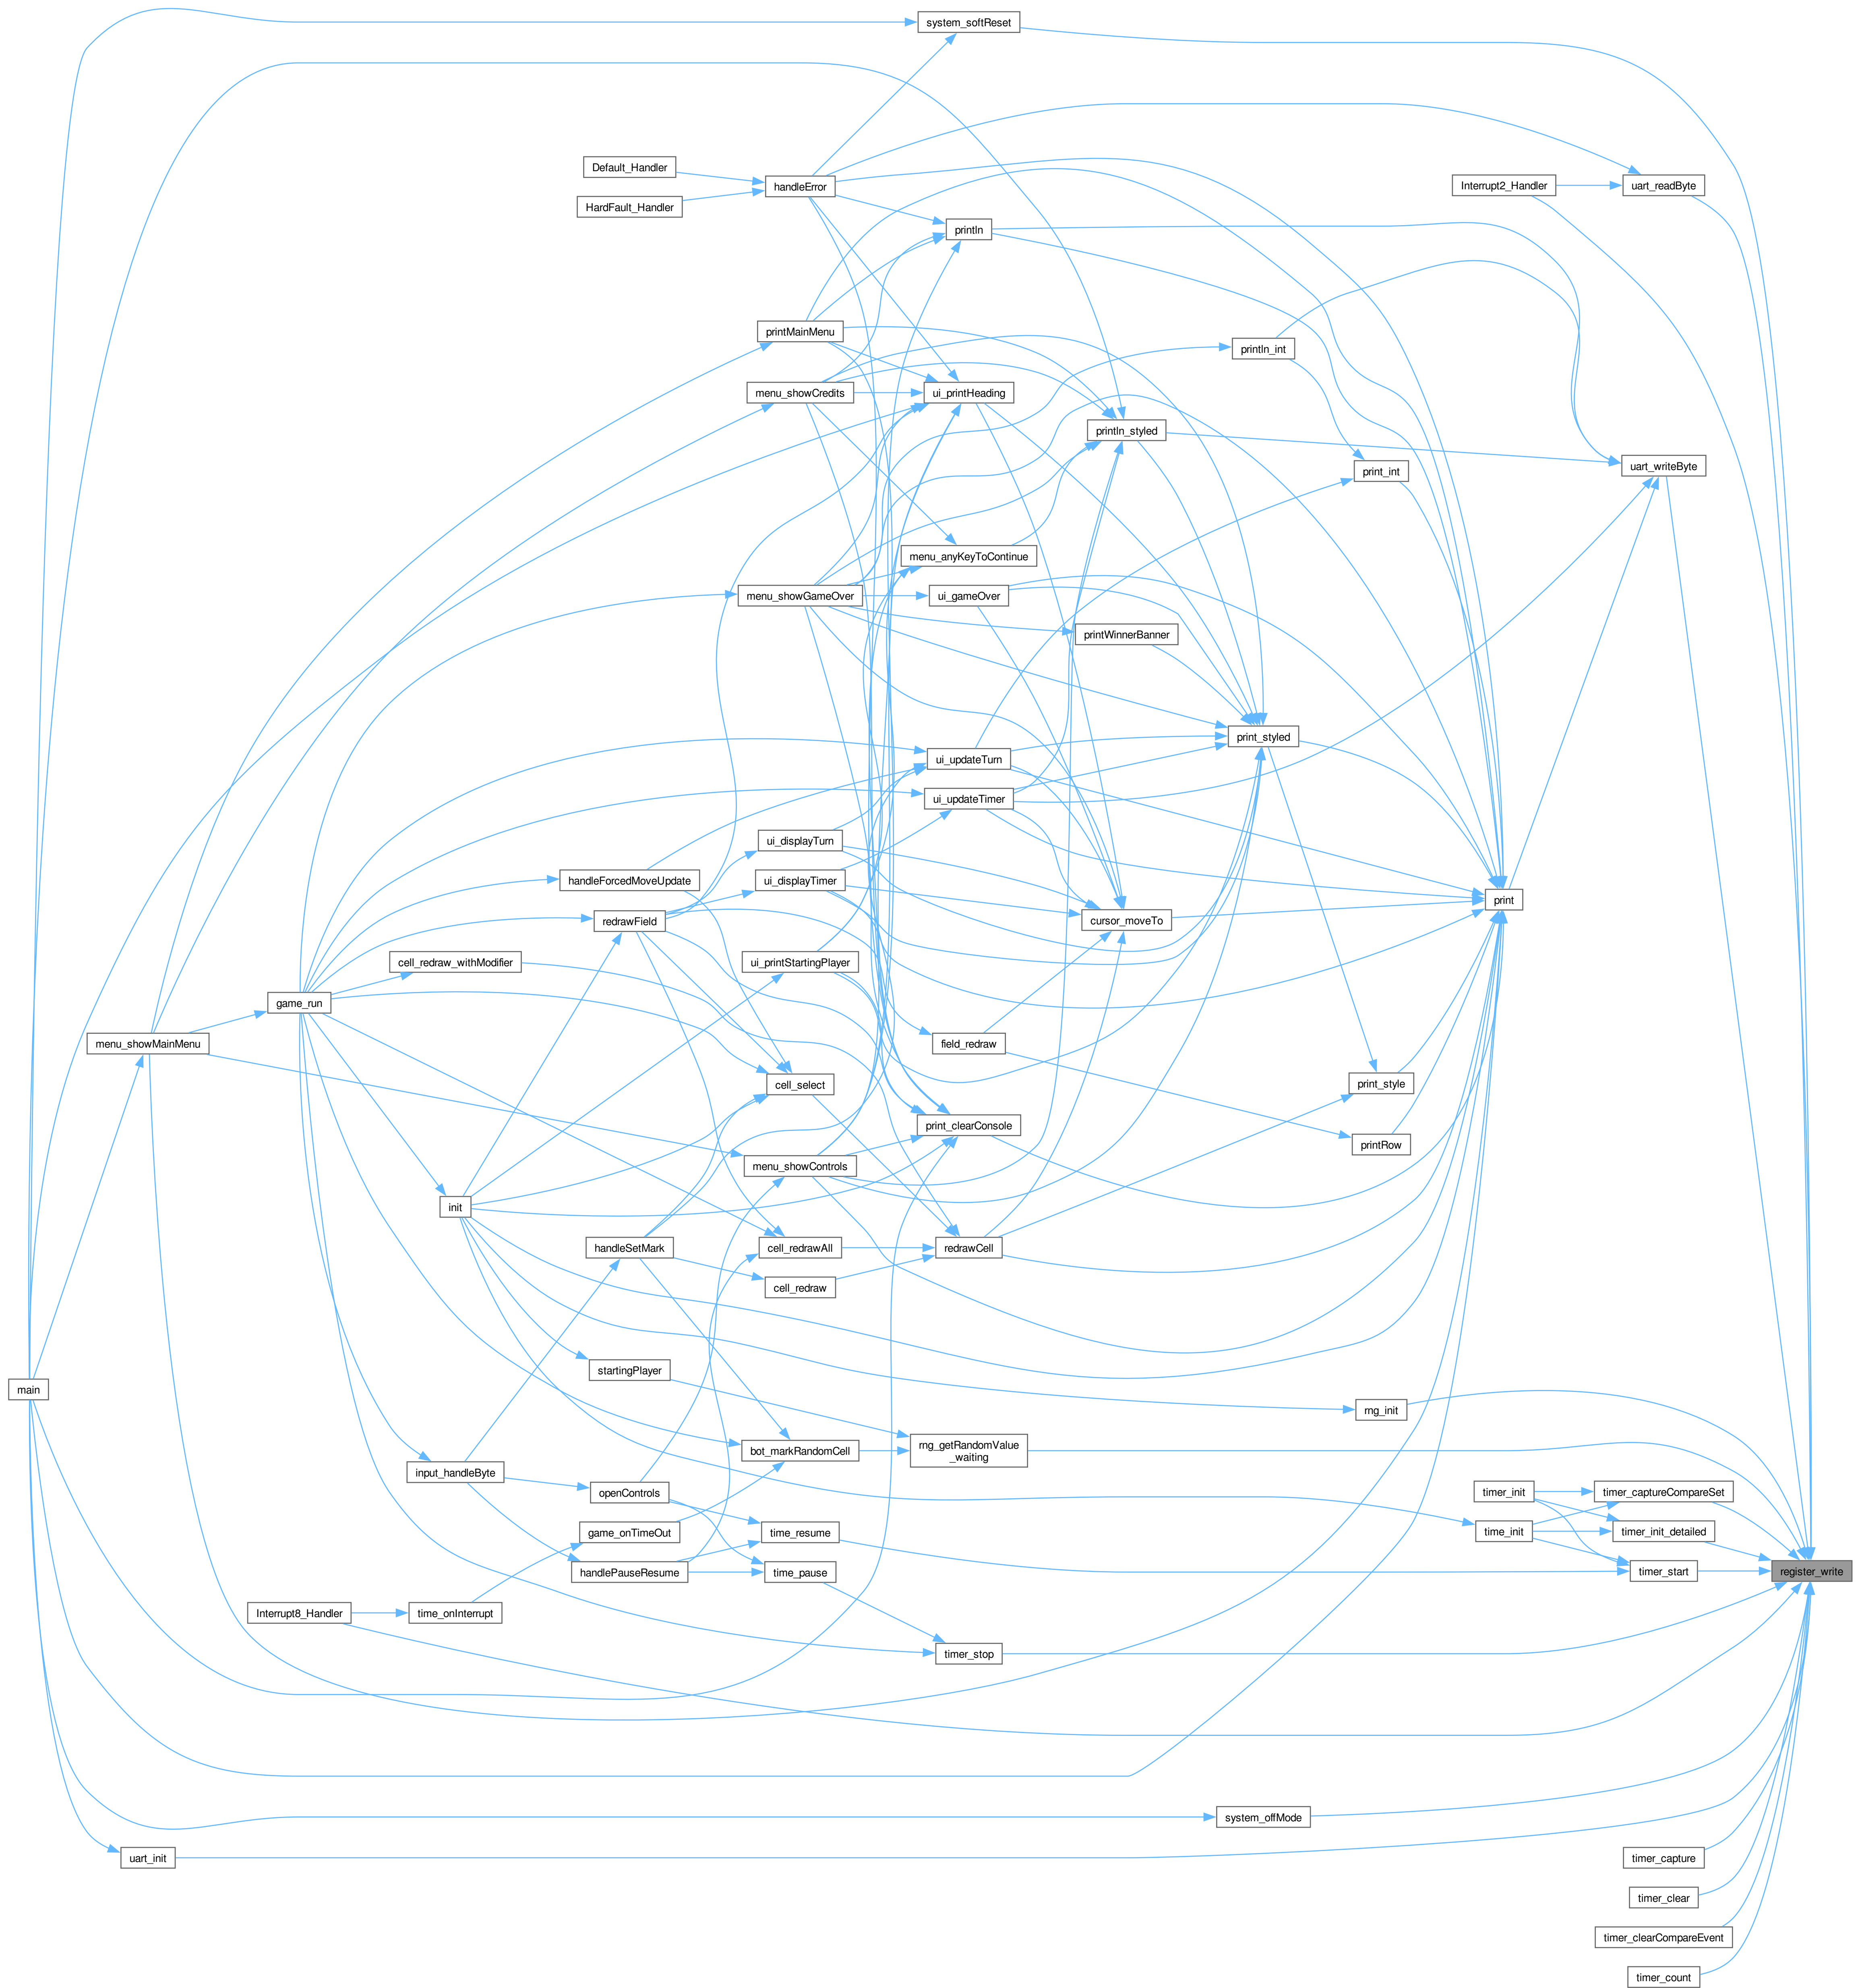 system_softReset
Default_Handler
HardFault_Handler
handleError
Interrupt2_Handler
uart_readByte
println
printMainMenu
println_int
menu_showCredits
ui_printHeading
println_styled
print_int
uart_writeByte
menu_anyKeyToContinue
menu_showGameOver
ui_gameOver
printWinnerBanner
print_styled
ui_updateTurn
ui_updateTimer
ui_displayTurn
handleForcedMoveUpdate
ui_displayTimer
print
redrawField
cursor_moveTo
cell_redraw_withModifier
ui_printStartingPlayer
game_run
menu_showMainMenu
field_redraw
cell_select
print_style
print_clearConsole
printRow
menu_showControls
init
handleSetMark
cell_redrawAll
redrawCell
cell_redraw
startingPlayer
main
rng_init
bot_markRandomCell
rng_getRandomValue
_waiting
input_handleByte
openControls
timer_init
timer_captureCompareSet
game_onTimeOut
time_resume
time_init
timer_init_detailed
handlePauseResume
time_pause
timer_start
register_write
Interrupt8_Handler
time_onInterrupt
timer_stop
system_offMode
uart_init
timer_capture
timer_clear
timer_clearCompareEvent
timer_count